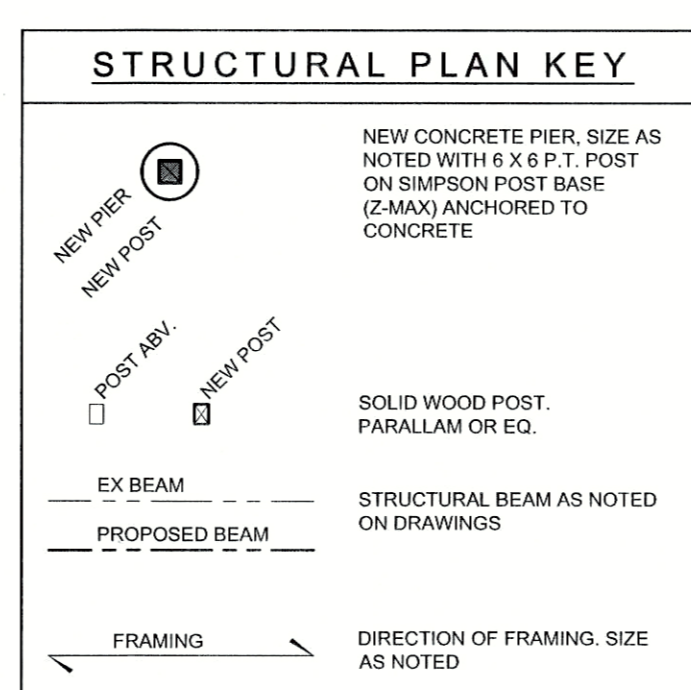 STRUCTURAL PLAN KEY
NEW PIER
NEW POST
NEW CONCRETE PIER, SIZE AS
NOTED WITH 6 X 6 P.T. POST
ON SIMPSON POST BASE
(Z-MAX) ANCHORED TO
CONCRETE
POST ABV.
NEW POST
SOLID WOOD POST.
PARALLAM OR EQ.
EX BEAM
PROPOSED BEAM
STRUCTURAL BEAM AS NOTED
ON DRAWINGS
FRAMING
DIRECTION OF FRAMING. SIZE
AS NOTED